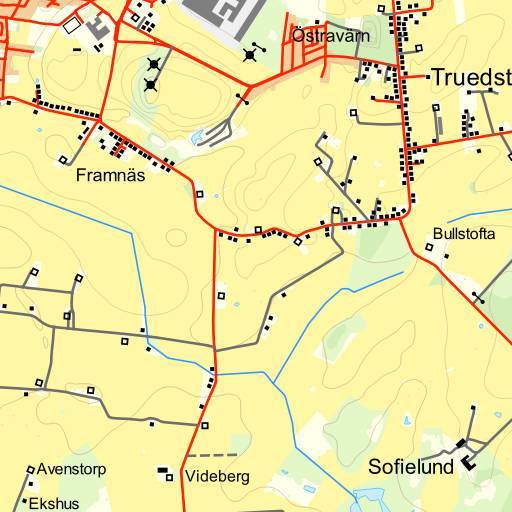 Östravärn
Truedst
Framnäs
Bullstofta
Sofielund
Avenstorp
Videberg
Ekshus